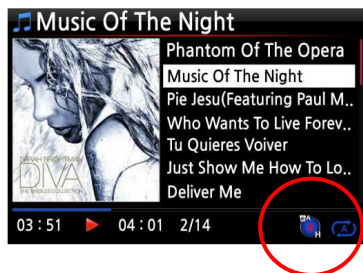 Music Of The Night
Phantom Of The Opera
Music Of The Night
Pie Jesu(Featuring Paul M..
Who Wants To Live Forev..
Tu Quieres Voiver
Just Show Me How To Lo..
Deliver Me
SARAH BRIGHTMAN
DIVA
THE SINGLES COLLECTION
03 : 51 04 : 01 2/14
A
H
A